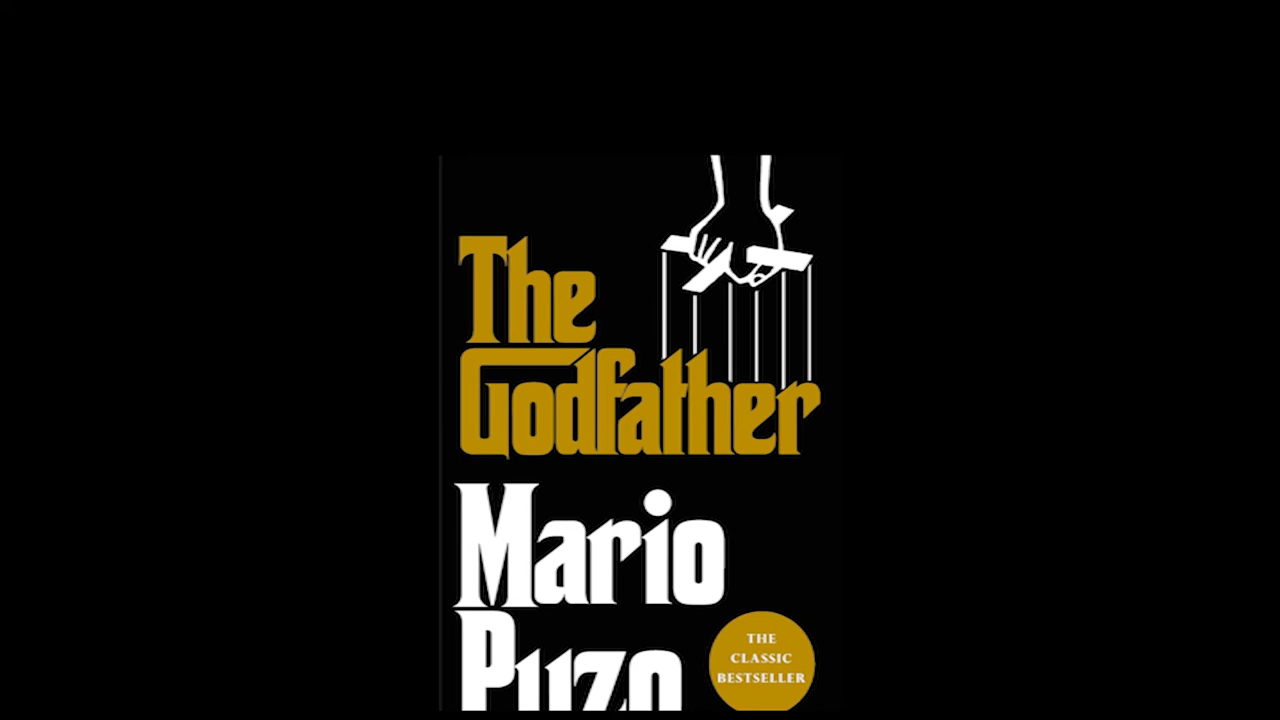 The
Godfather
Mario
Puzo
THE
CLASSIC
BESTSELLER